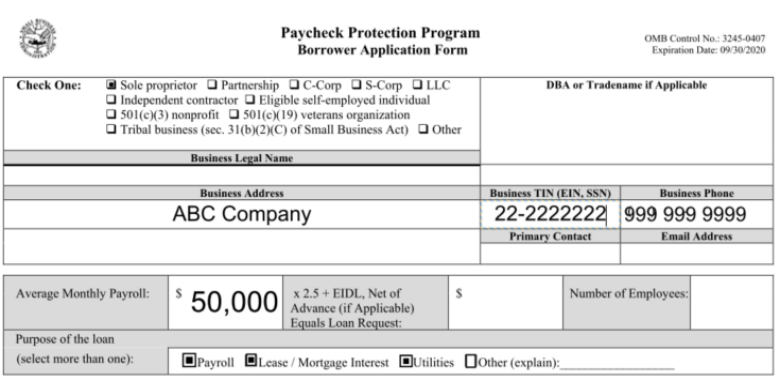 Paycheck Protection Program
Borrower Application Form
OMB Control No.: 3245-0407
Expiration Date: 09/30/2020
Check One: Sole proprietor Partnership C-Corp S-Corp LLC
Independent contractor Eligible self-employed individual
501(c)(3) nonprofit 501(c)(19) veterans organization
Tribal business (sec. 31(b)(2)(C) of Small Business Act) Other
DBA or Tradename if Applicable
Business Legal Name
Business Address Business TIN (EIN, SSN) Business Phone
ABC Company 22-2222222 999 999 9999
Primary Contact Email Address
Average Monthly Payroll: $ 50,000 x 2.5 + EIDL, Net of
Advance (if Applicable)
Equals Loan Request: $ Number of Employees:
Purpose of the loan
(select more than one): Payroll Lease / Mortgage Interest Utilities Other (explain):